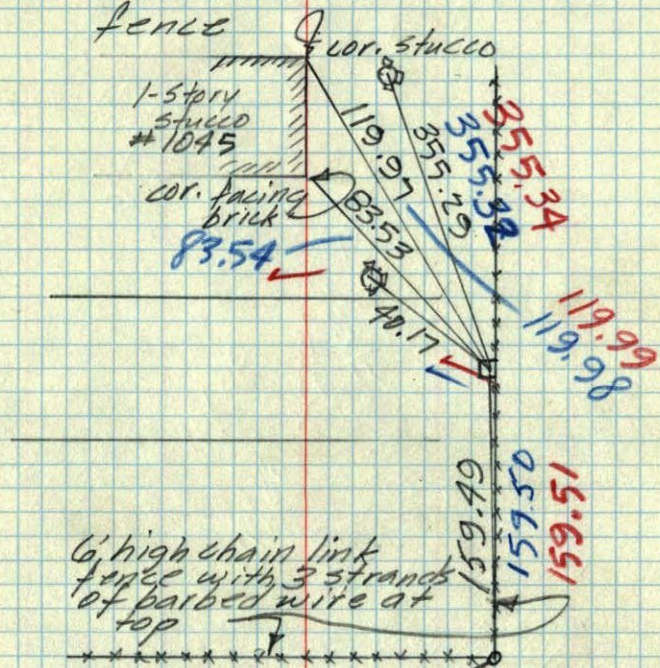 fence
cor. stucco
1-story
stucco
#1045
cor. facing
brick
119.97
355.29
355.32
355.34
83.53
83.54
40.17
119.99
119.98
159.49
159.50
159.51
6' high chain link
fence with 3 strands
of barbed wire at
top